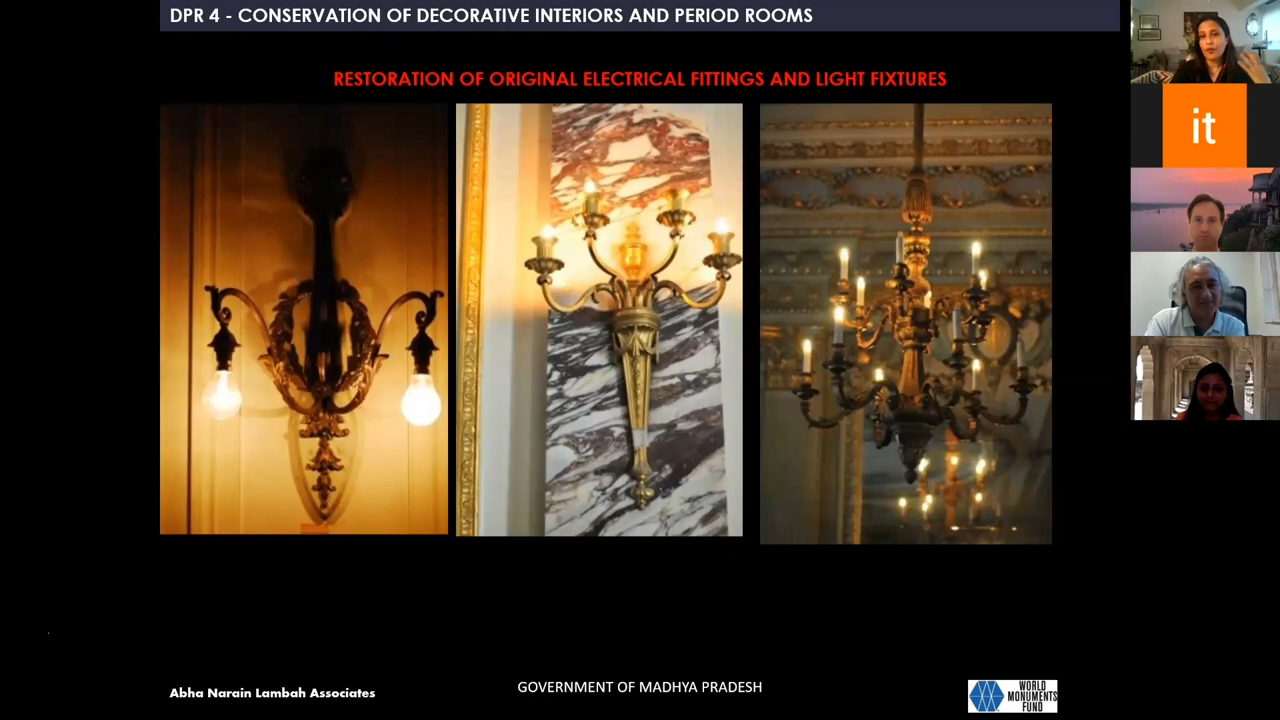 DPR 4 - CONSERVATION OF DECORATIVE INTERIORS AND PERIOD ROOMS
RESTORATION OF ORIGINAL ELECTRICAL FITTINGS AND LIGHT FIXTURES
it
Abha Narain Lambah Associates
GOVERNMENT OF MADHYA PRADESH
WORLD
MONUMENTS
FUND